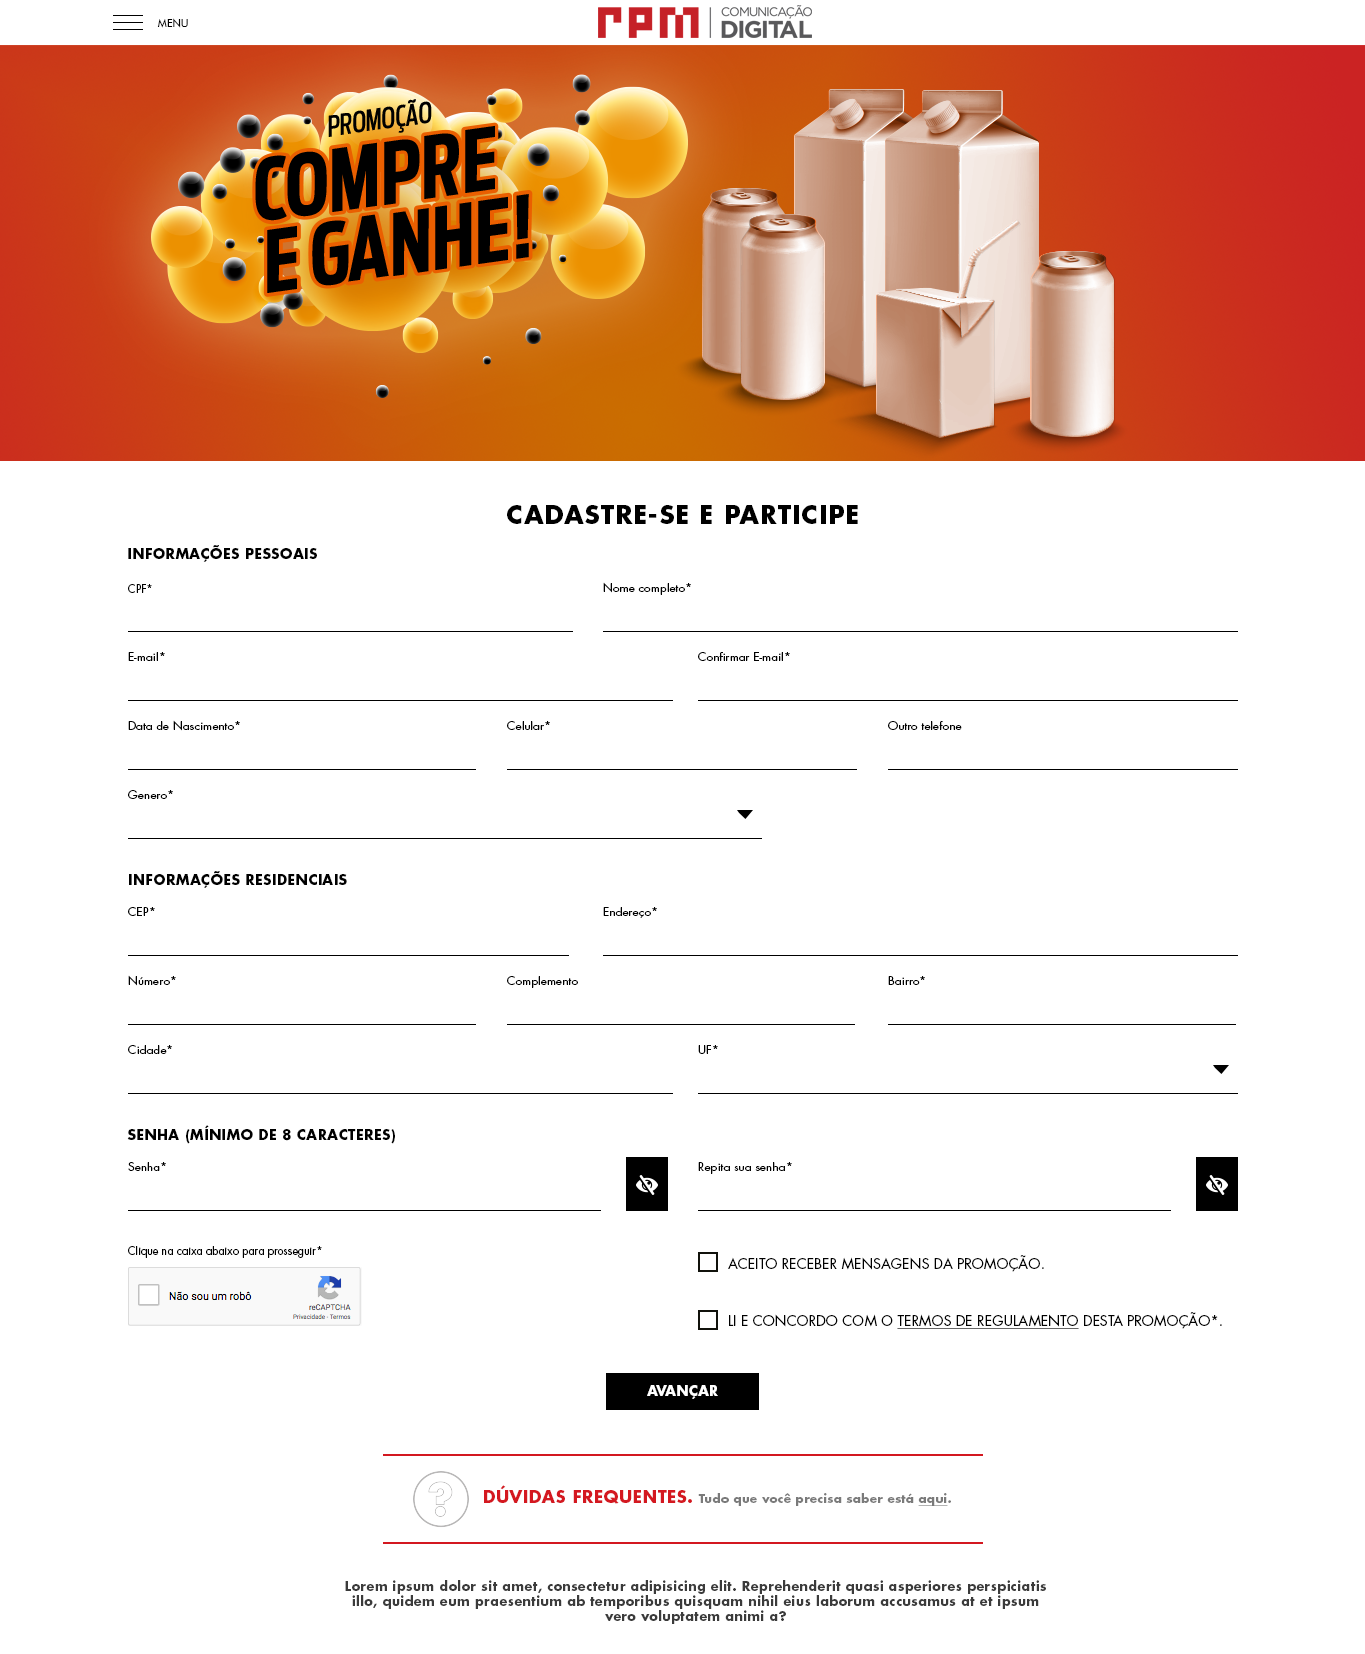 MENU
rpm COMUNICAÇÃO
DIGITAL
PROMOÇÃO
COMPRE
E GANHE!
CADASTRE-SE E PARTICIPE
INFORMAÇÕES PESSOAIS
CPF* Nome completo*
E-mail* Confirmar E-mail*
Data de Nascimento* Celular* Outro telefone
Genero*
INFORMAÇÕES RESIDENCIAIS
CEP* Endereço*
Número* Complemento Bairro*
Cidade* UF*
SENHA (MÍNIMO DE 8 CARACTERES)
Senha* Repita sua senha*
Clique na caixa abaixo para prosseguir*
Não sou um robô
reCAPTCHA
Privacidade - Termos
ACEITO RECEBER MENSAGENS DA PROMOÇÃO.
LI E CONCORDO COM O TERMOS DE REGULAMENTO DESTA PROMOÇÃO*.
AVANÇAR
? DÚVIDAS FREQUENTES. Tudo que você precisa saber está aqui.
Lorem ipsum dolor sit amet, consectetur adipisicing elit. Reprehenderit quasi asperiores perspiciatis
illo, quidem eum praesentium ab temporibus quisquam nihil eius laborum accusamus at et ipsum
vero voluptatem animi a?